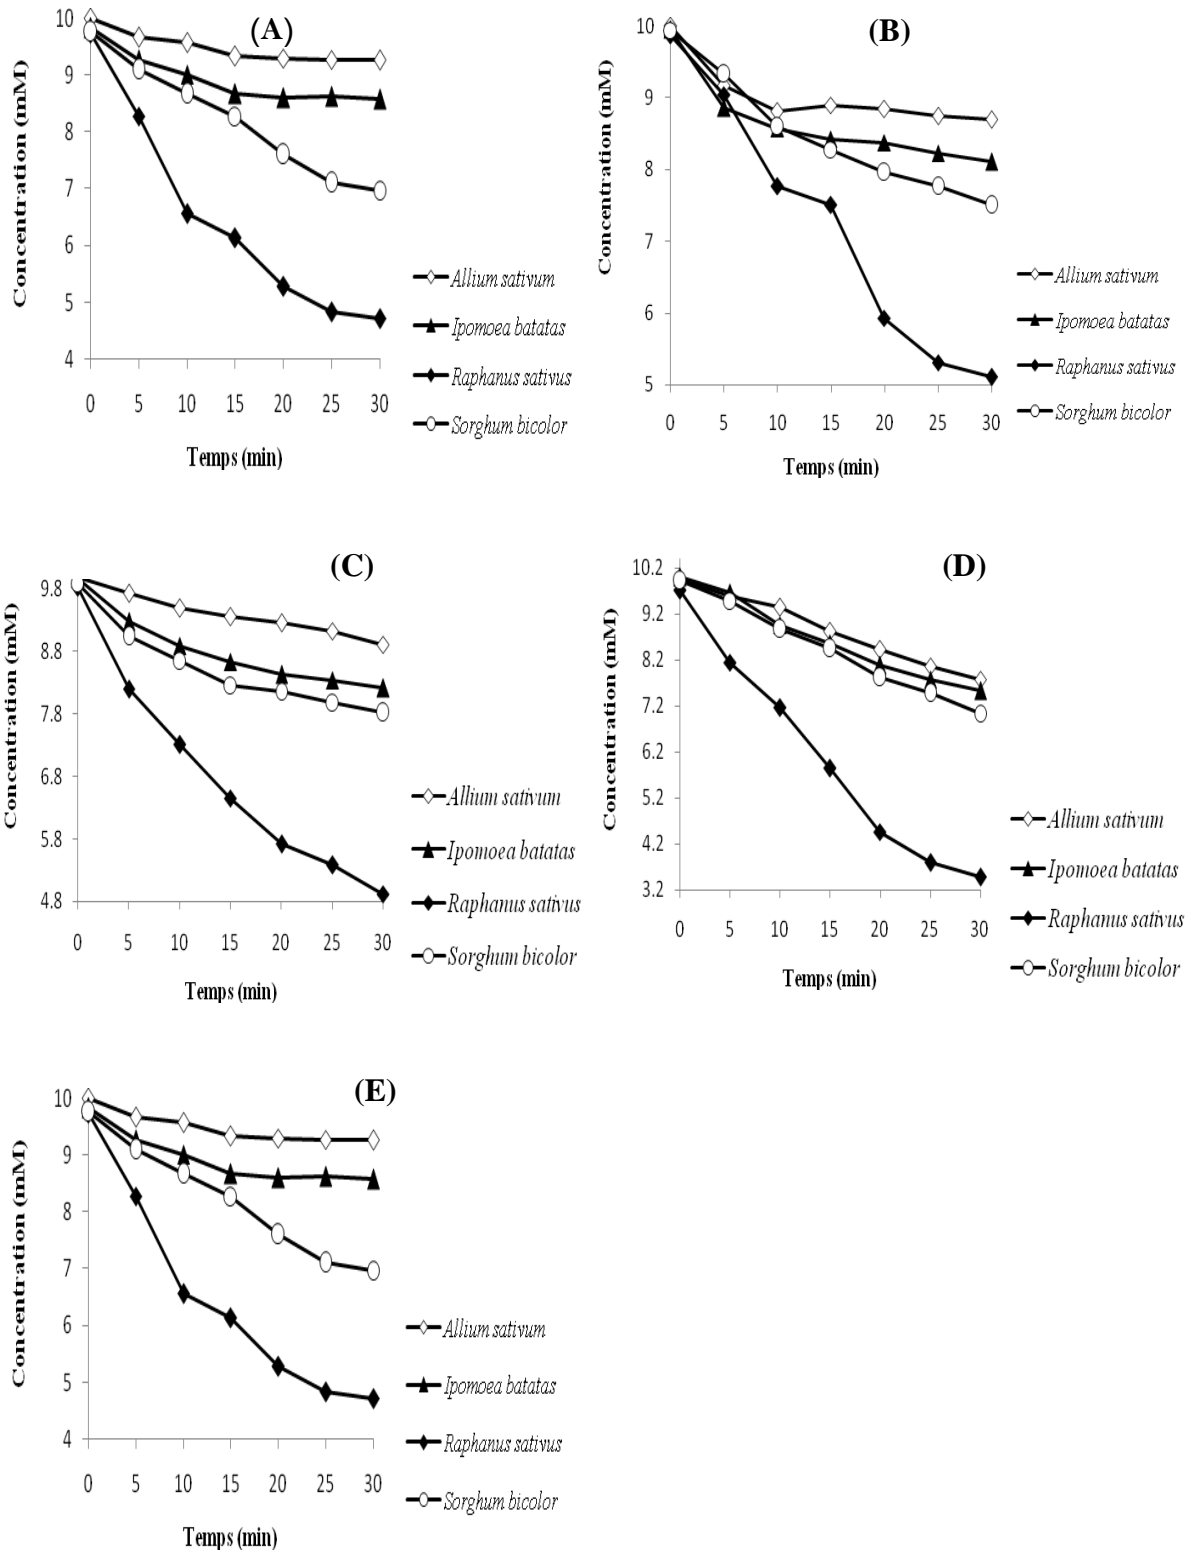 (A)
Concentration (mM)
10
9
8
7
6
5
4
0 5 10 15 20 25 30
Temps (min)
Allium sativum
Ipomoea batatas
Raphanus sativus
Sorghum bicolor
(B)
Concentration (mM)
10
9
8
7
6
5
0 5 10 15 20 25 30
Temps (min)
Allium sativum
Ipomoea batatas
Raphanus sativus
Sorghum bicolor
(C)
Concentration (mM)
9.8
8.8
7.8
6.8
5.8
4.8
0 5 10 15 20 25 30
Temps (min)
Allium sativum
Ipomoea batatas
Raphanus sativus
Sorghum bicolor
(D)
Concentration (mM)
10.2
9.2
8.2
7.2
6.2
5.2
4.2
3.2
0 5 10 15 20 25 30
Temps (min)
Allium sativum
Ipomoea batatas
Raphanus sativus
Sorghum bicolor
(E)
Concentration (mM)
10
9
8
7
6
5
4
0 5 10 15 20 25 30
Temps (min)
Allium sativum
Ipomoea batatas
Raphanus sativus
Sorghum bicolor